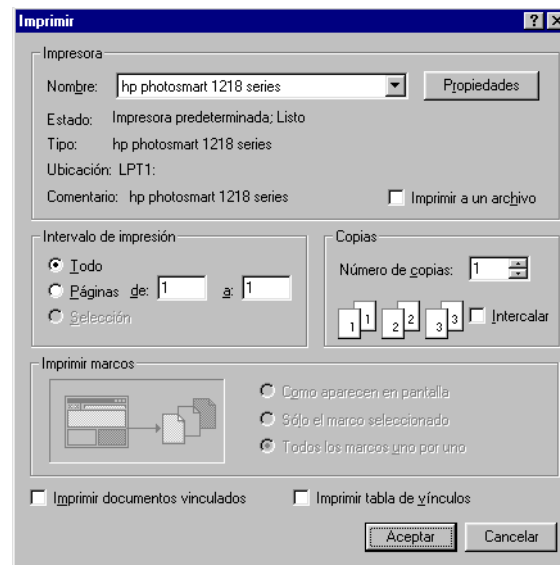 Imprimir
Impresora
Nombre: hp photosmart 1218 series Propiedades
Estado: Impresora predeterminada; Listo
Tipo: hp photosmart 1218 series
Ubicación: LPT1:
Comentario: hp photosmart 1218 series Imprimir a un archivo
Intervalo de impresión
Todo
Páginas de: 1 a: 1
Selección
Copias
Número de copias: 1
1 1 2 2 3 3 Intercalar
Imprimir marcos
Como aparecen en pantalla
Sólo el marco seleccionado
Todos los marcos uno por uno
Imprimir documentos vinculados Imprimir tabla de vínculos
Aceptar Cancelar